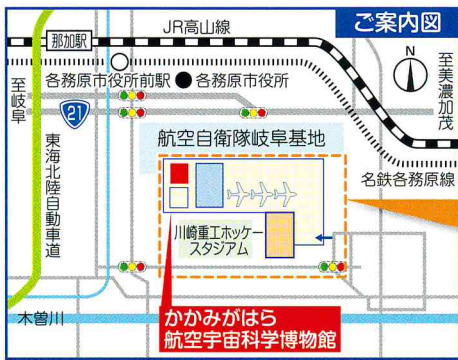 ご案内図
JR高山線
那加駅
N
各務原市役所前駅
各務原市役所
至美濃加茂
至岐阜
21
東海北陸自動車道
航空自衛隊岐阜基地
名鉄各務原線
川崎重工ホッケー
スタジアム
木曽川
かかみがはら
航空宇宙科学博物館